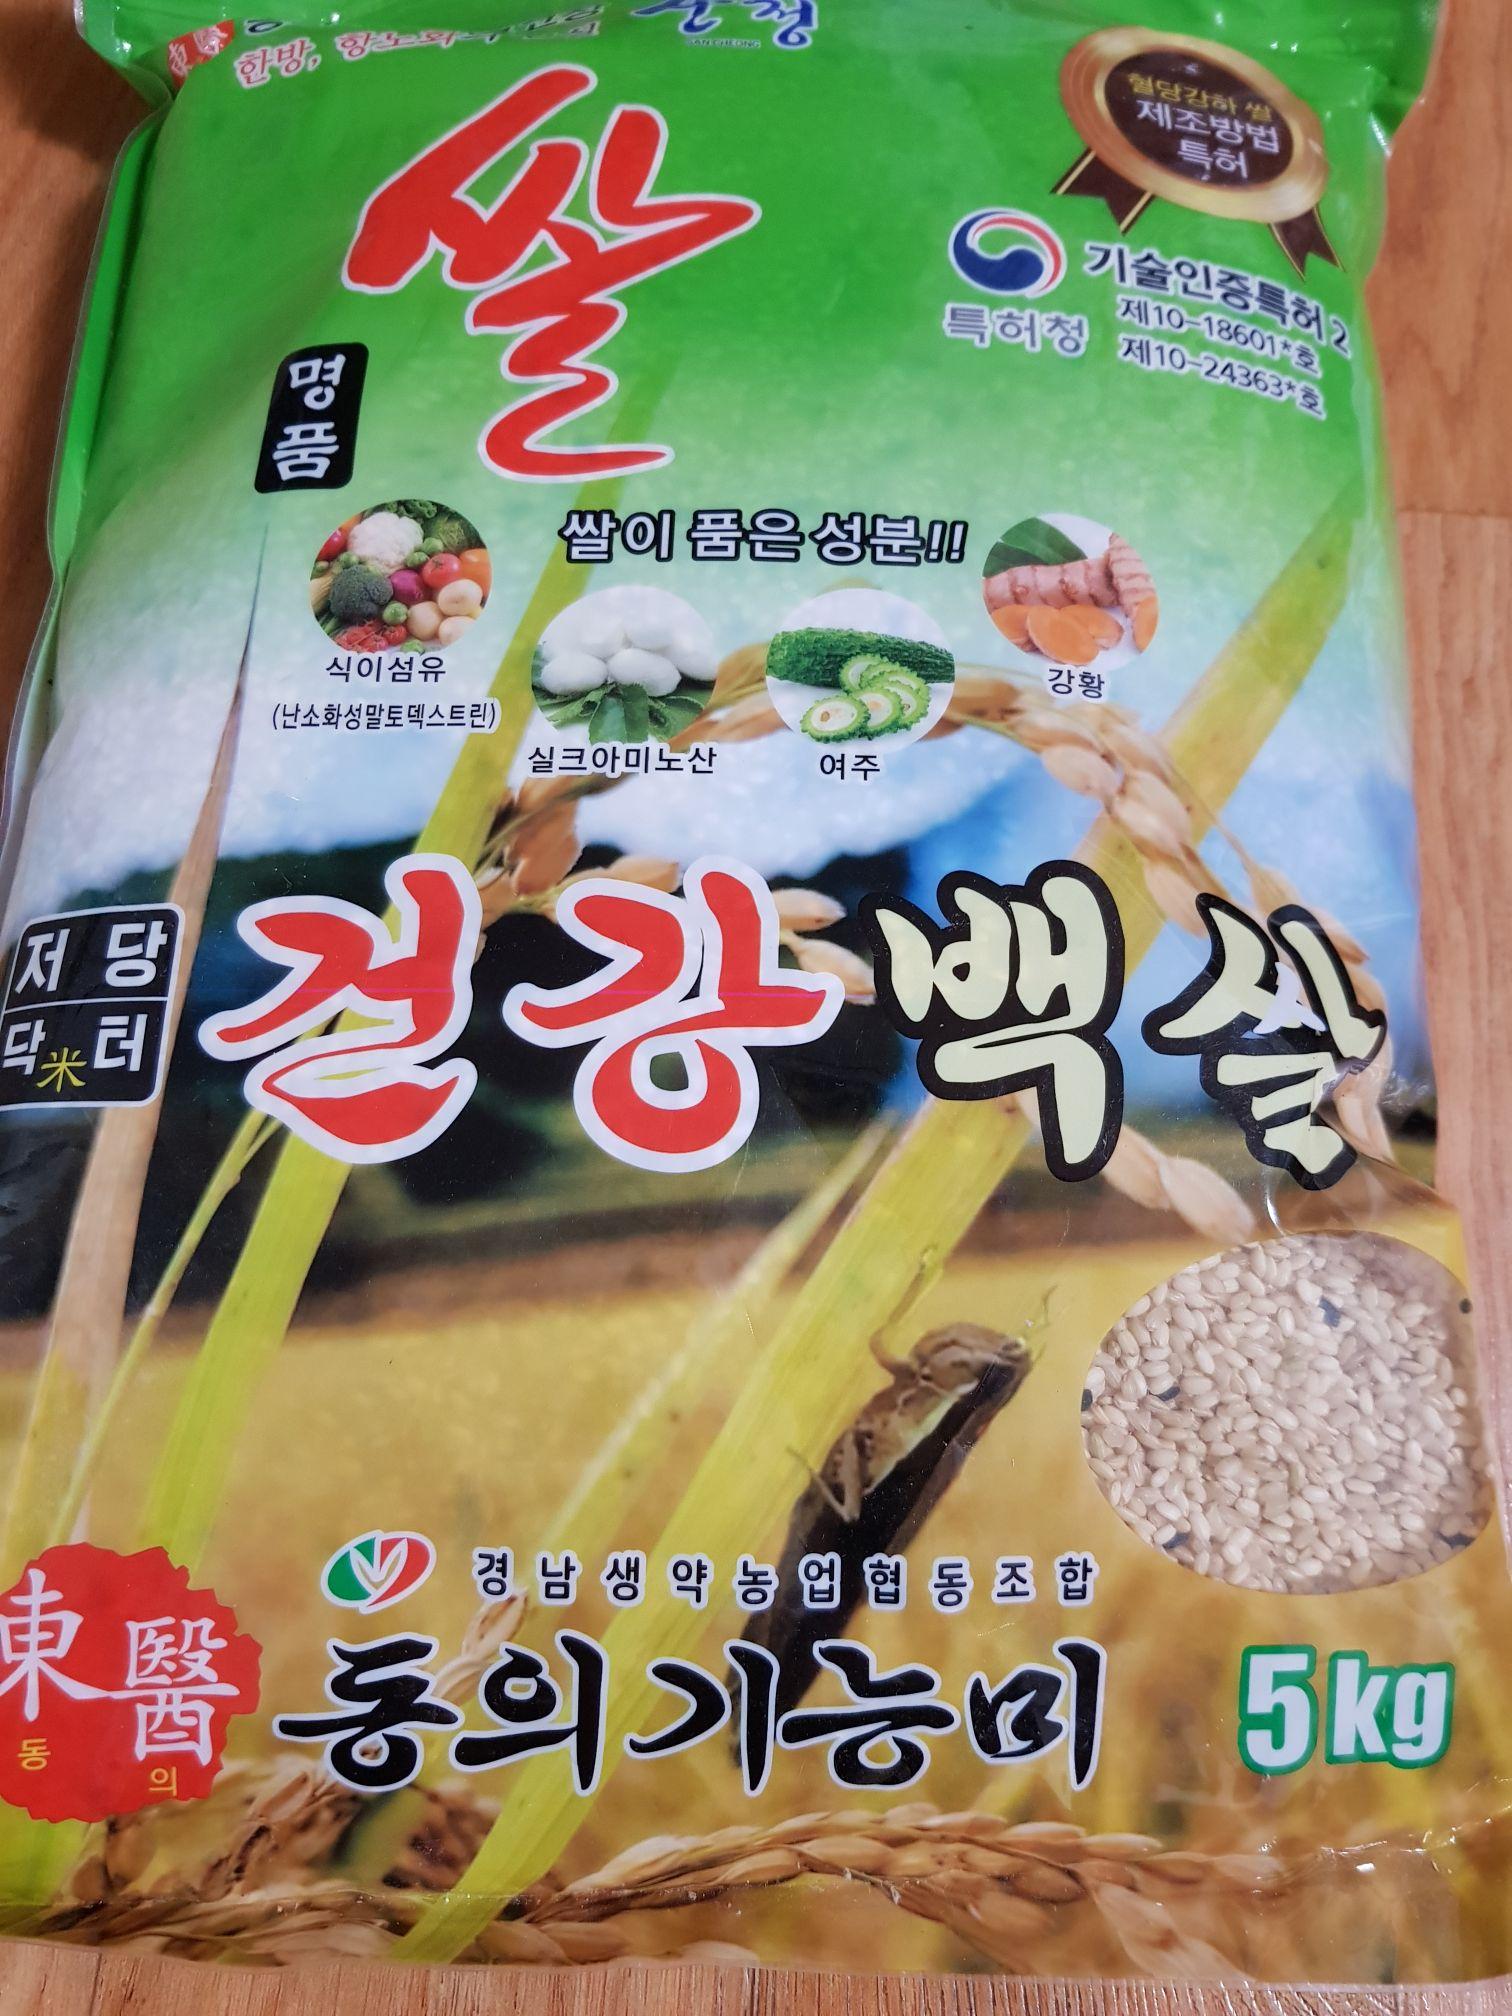 한방, 항노화
산청
SANCHEONG
혈당강하 쌀
제조방법
특허
쌀
명품
특허청
기술인증특허 2
제10-18601*호
제10-24363*호
쌀이 품은 성분!!
식이섬유
(난소화성말토덱스트린)
실크아미노산
여주
강황
저당
닥米터
건강백쌀
경남생약농업협동조합
東醫
동의
동의기능미
5kg